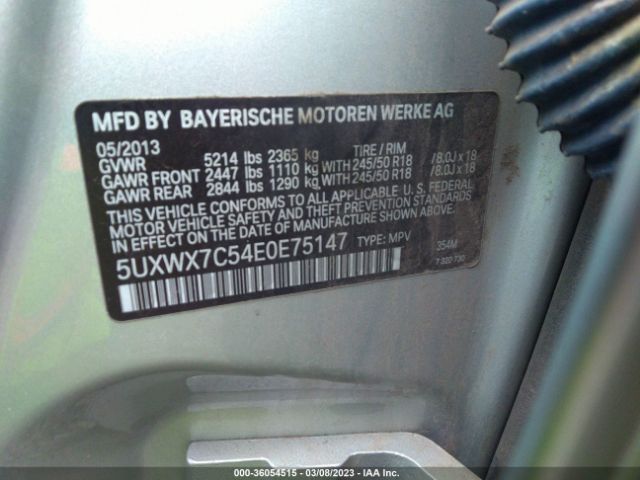 MFD BY BAYERISCHE MOTOREN WERKE AG
05/2013 TIRE / RIM
GVWR 5214 lbs 2365 kg
GAWR FRONT 2447 lbs 1110 kg WITH 245/50 R18 / 8.0J x 18
GAWR REAR 2844 lbs 1290 kg WITH 245/50 R18 / 8.0J x 18
THIS VEHICLE CONFORMS TO ALL APPLICABLE U.S. FEDERAL
MOTOR VEHICLE SAFETY AND THEFT PREVENTION STANDARDS
IN EFFECT ON THE DATE OF MANUFACTURE SHOWN ABOVE.
5UXWX7C54E0E75147 TYPE: MPV 354M
7 320 730
000-36054515 - 03/08/2023 - IAA Inc.